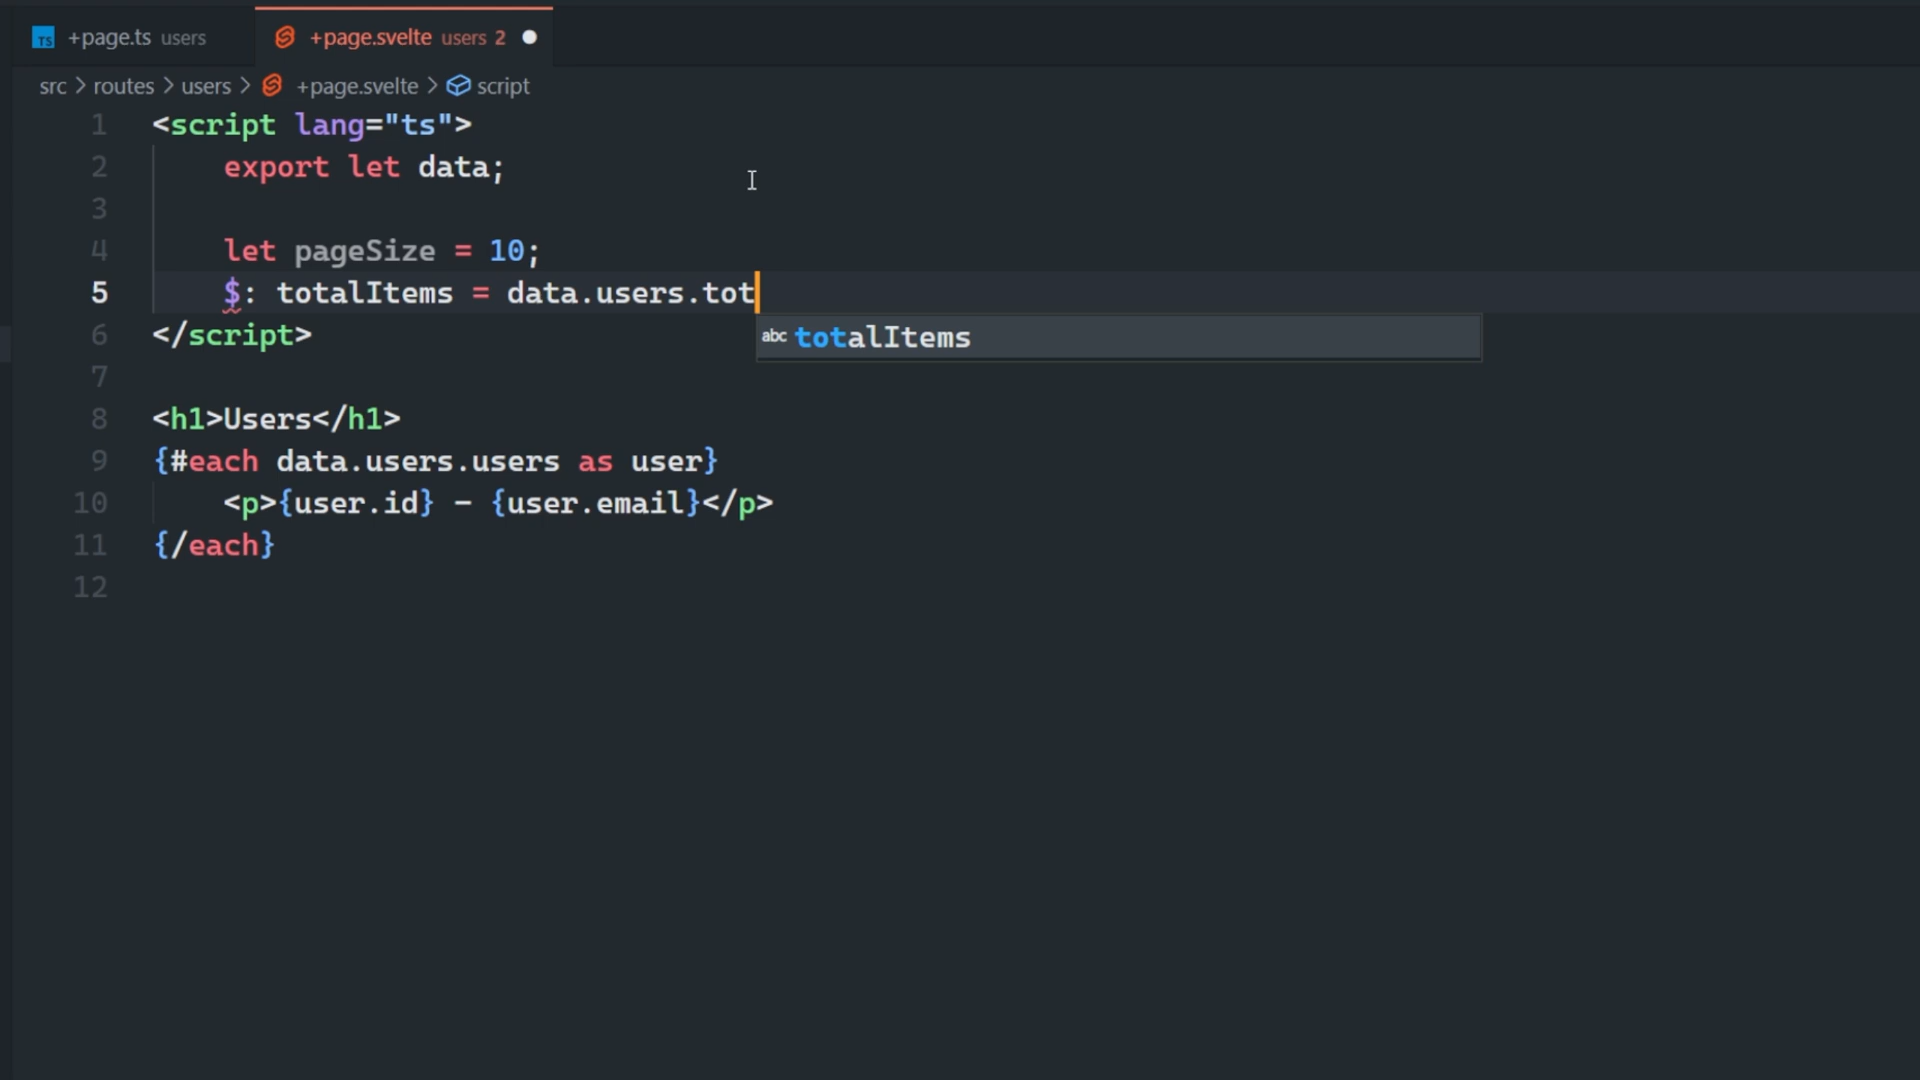 TS +page.ts users +page.svelte users 2
src > routes > users > +page.svelte > script
1 <script lang="ts">
2 export let data;
3
4 let pageSize = 10;
5 $: totalItems = data.users.tot
abc totalItems
6 </script>
7
8 <h1>Users</h1>
9 {#each data.users.users as user}
10 <p>{user.id} - {user.email}</p>
11 {/each}
12